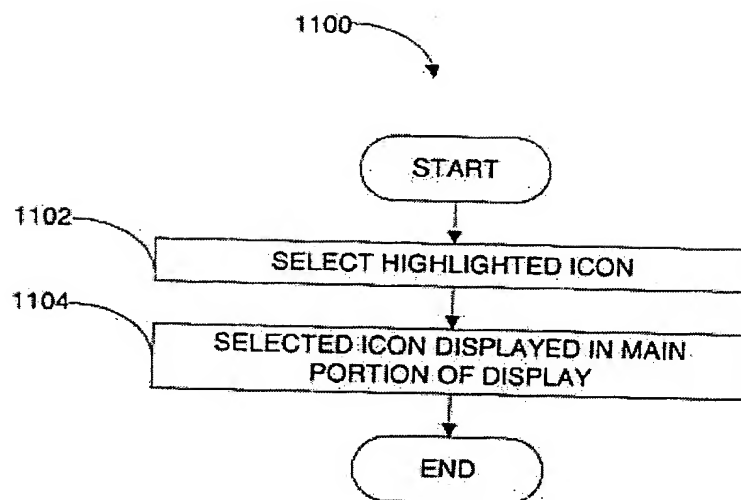 1100
START
1102
SELECT HIGHLIGHTED ICON
1104
SELECTED ICON DISPLAYED IN MAIN
PORTION OF DISPLAY
END